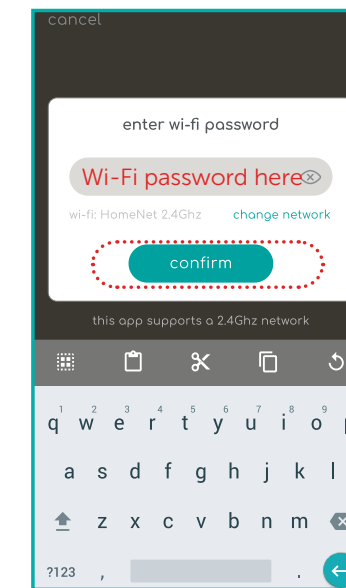 cancel
enter wi-fi password
Wi-Fi password here
wi-fi: HomeNet 2.4Ghz change network
confirm
this app supports a 2.4Ghz network
q 1 w 2 e 3 r 4 t 5 y 6 u 7 i 8 o 9
a s d f g h j k l
z x c v b n m
?123 , .